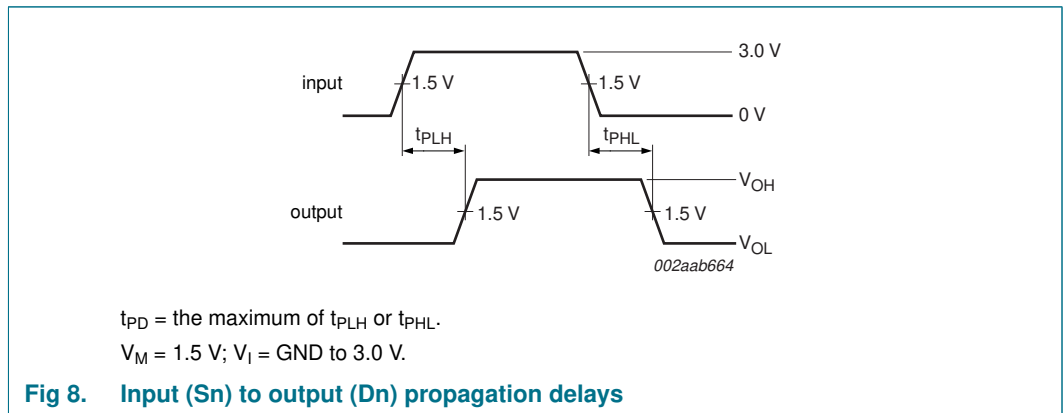 3.0 V
input
1.5 V
1.5 V
0 V
tPLH
tPHL
VOH
output
1.5 V
1.5 V
VOL
002aab664
tPD = the maximum of tPLH or tPHL.
VM = 1.5 V; VI = GND to 3.0 V.
Fig 8. Input (Sn) to output (Dn) propagation delays